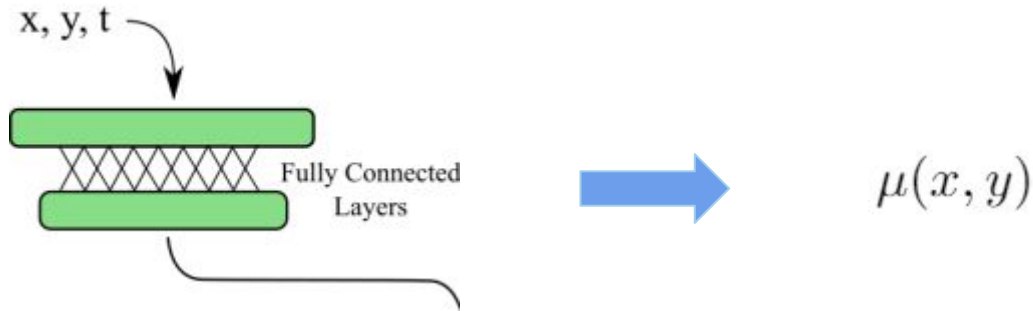 x, y, t
Fully Connected
Layers
μ(x, y)